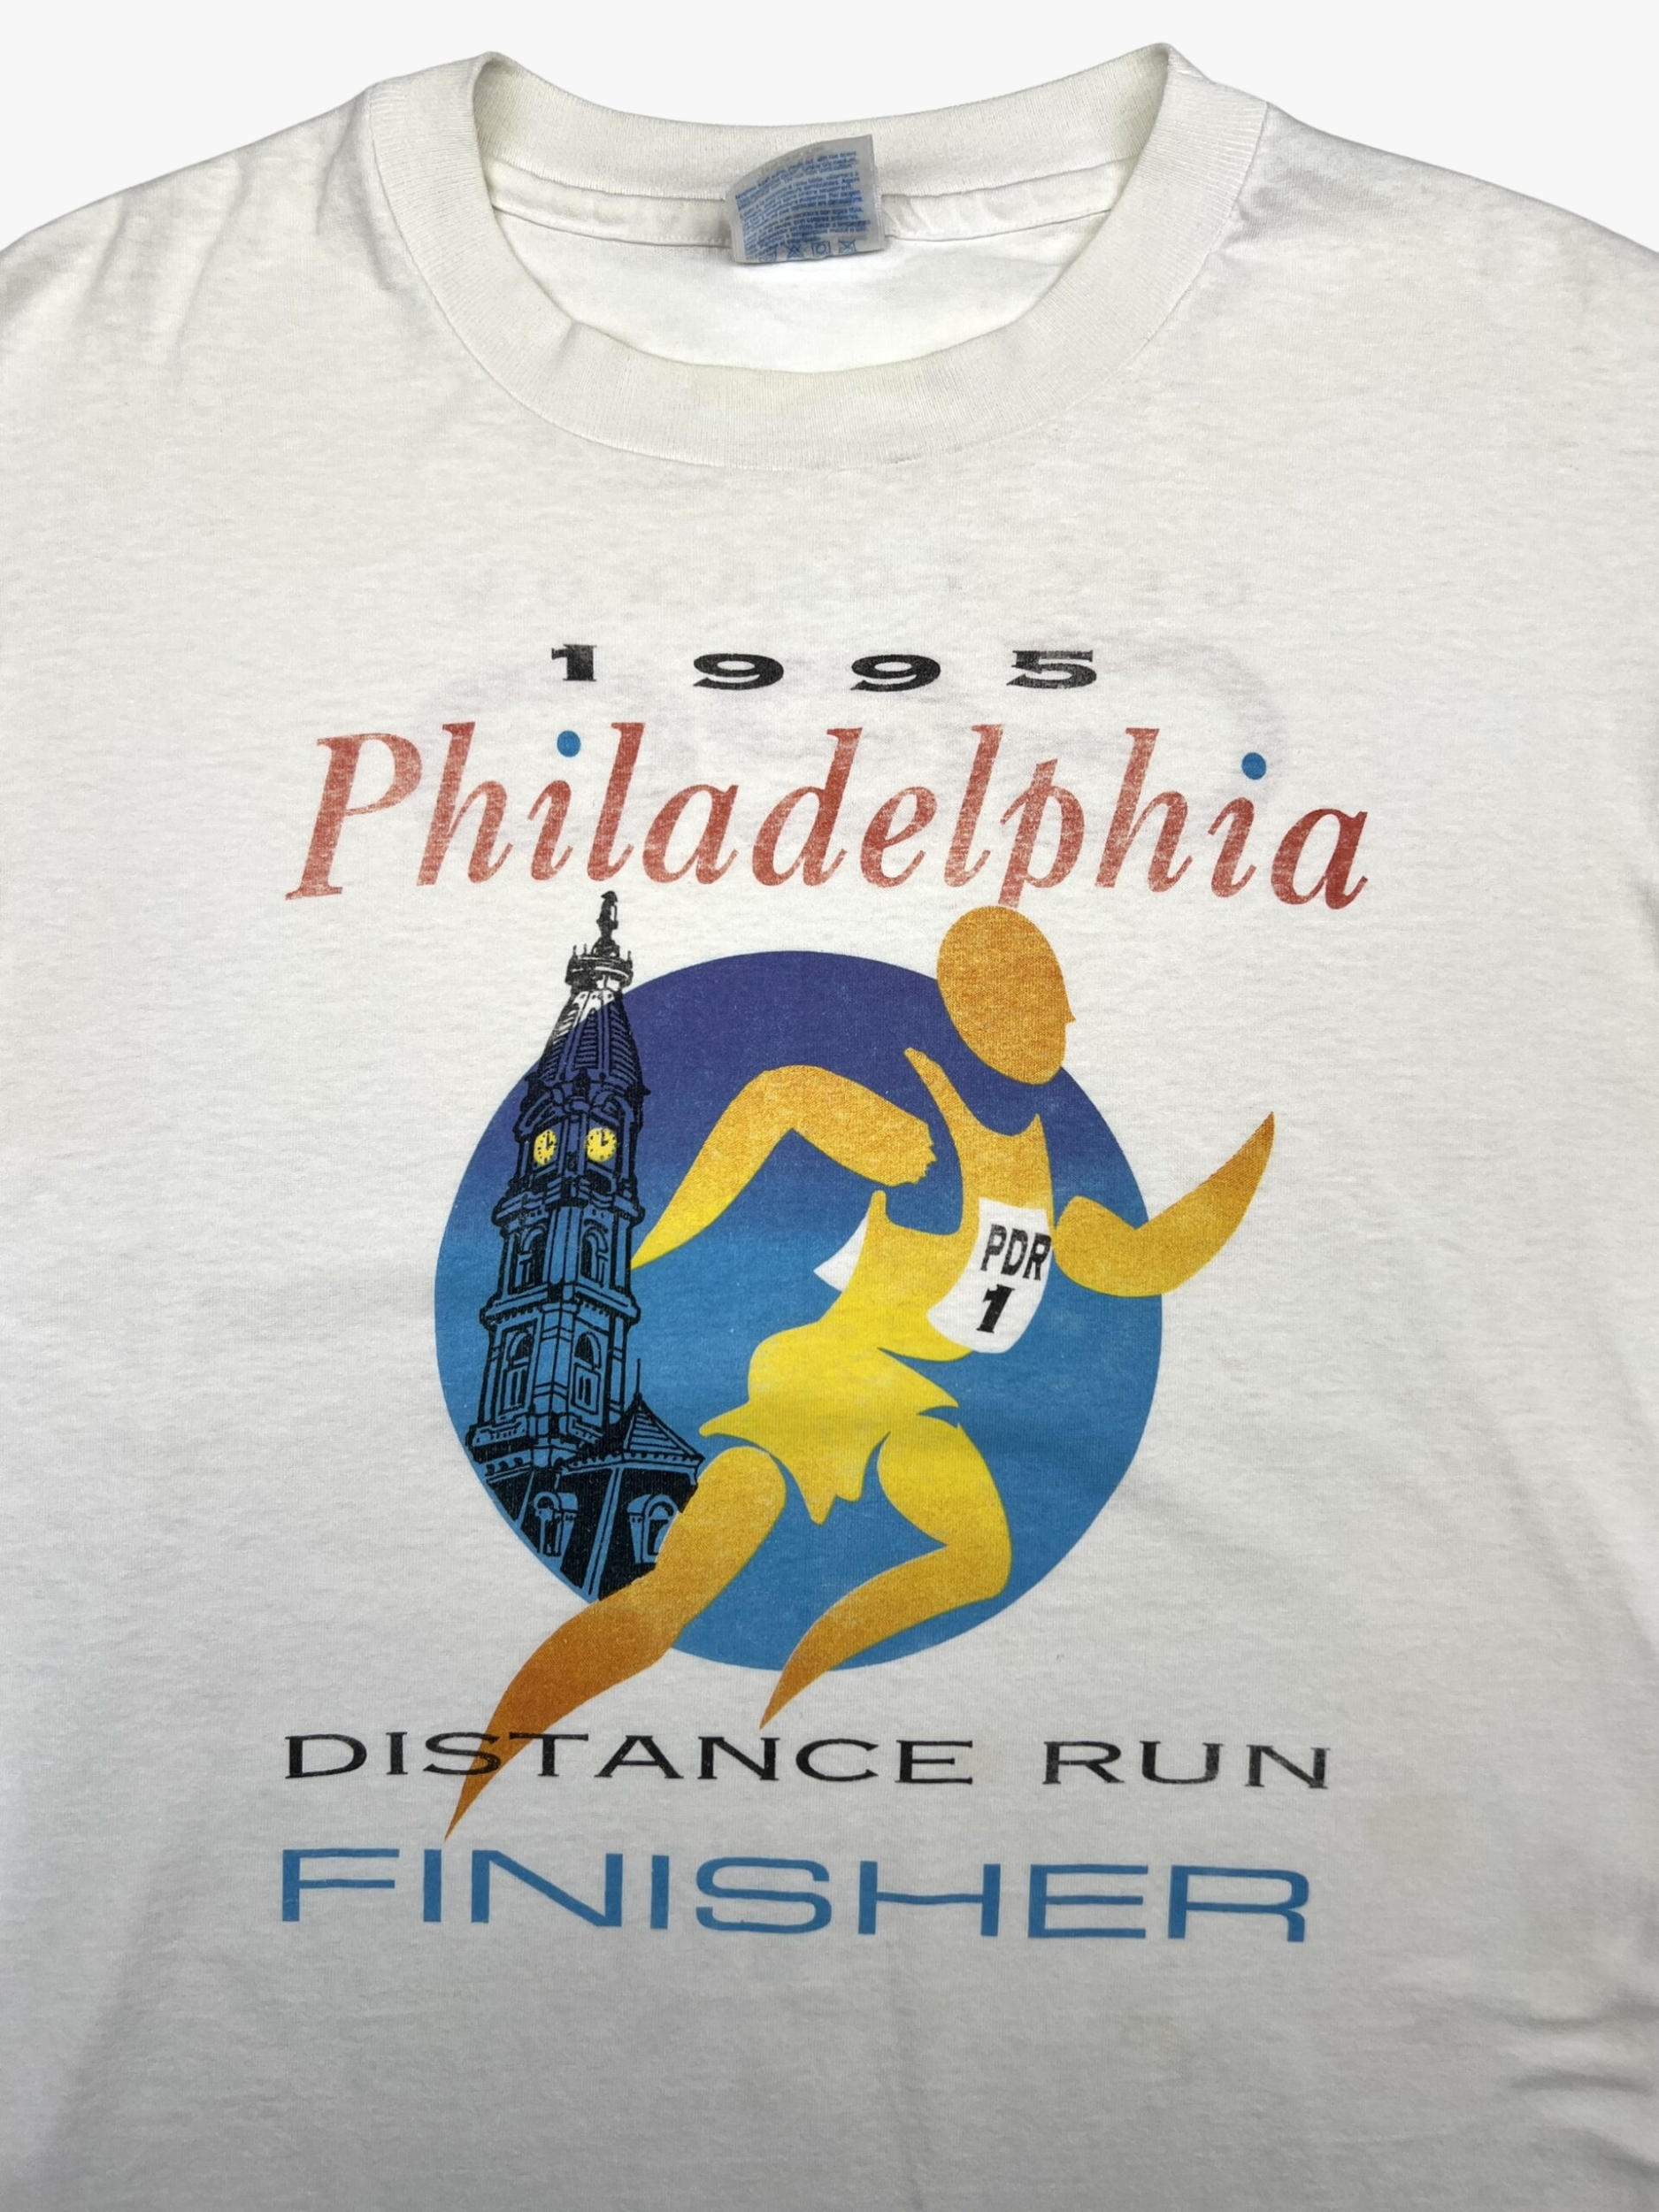 1995
Philadelphia
PDR
1
DISTANCE RUN
FINISHER